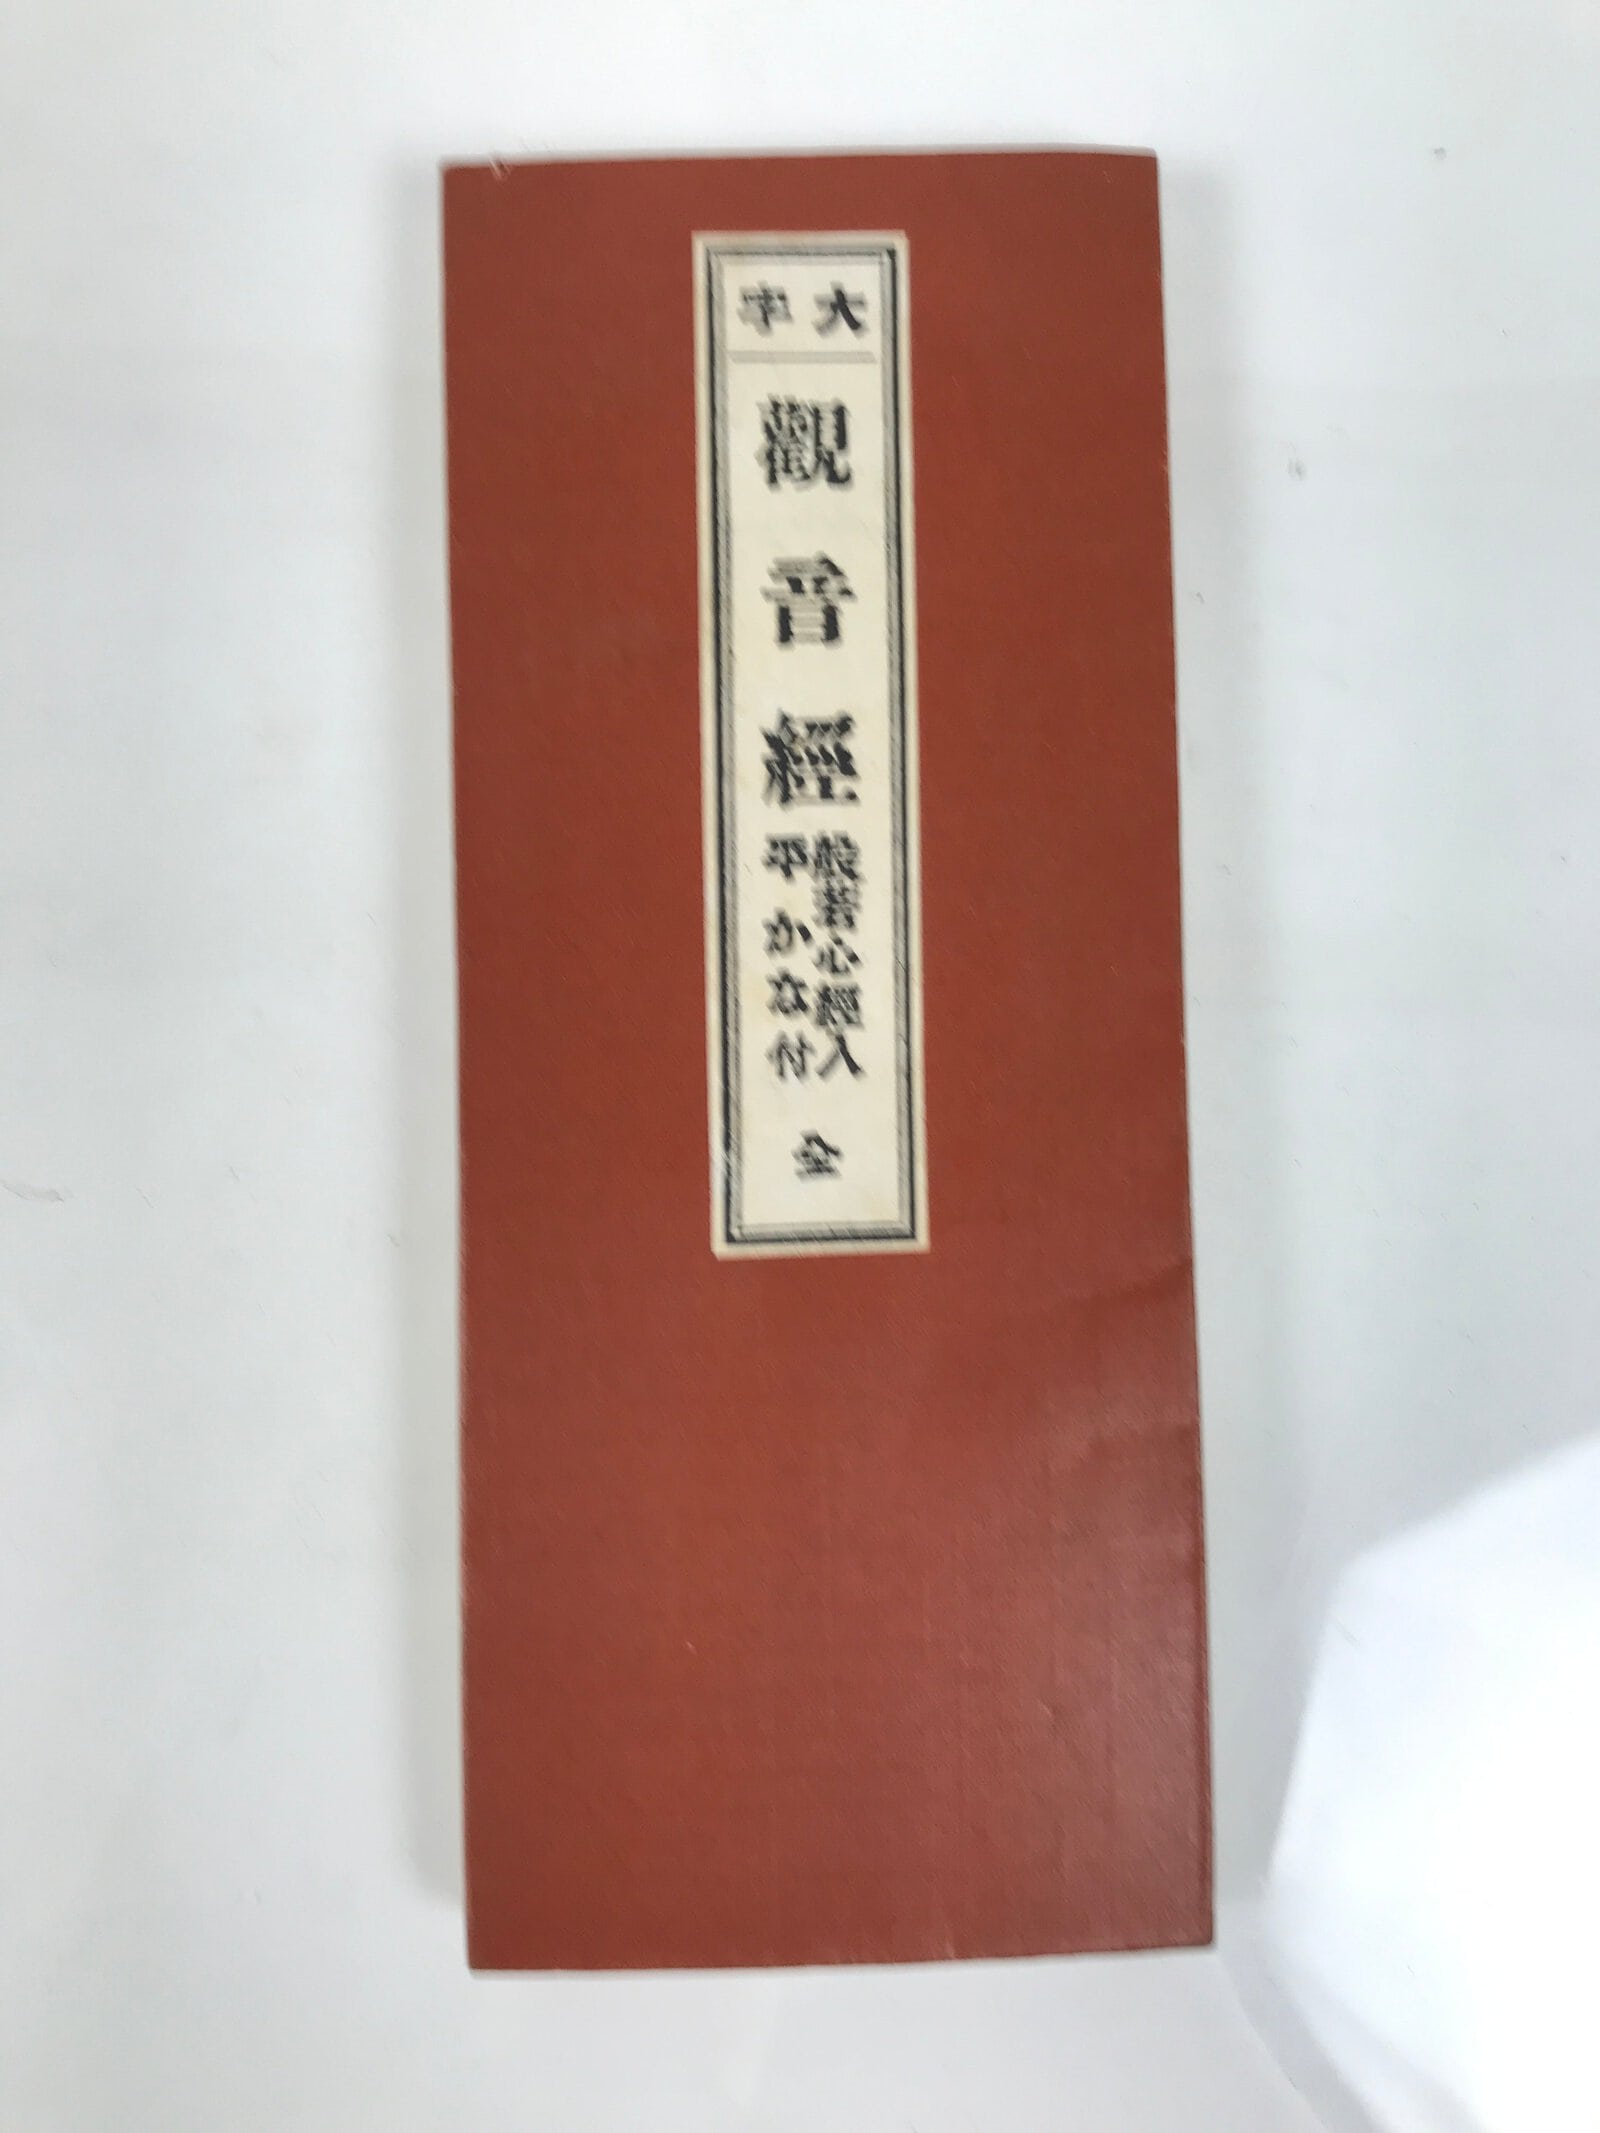 大字
觀音經
般若心經入
平かな付
全